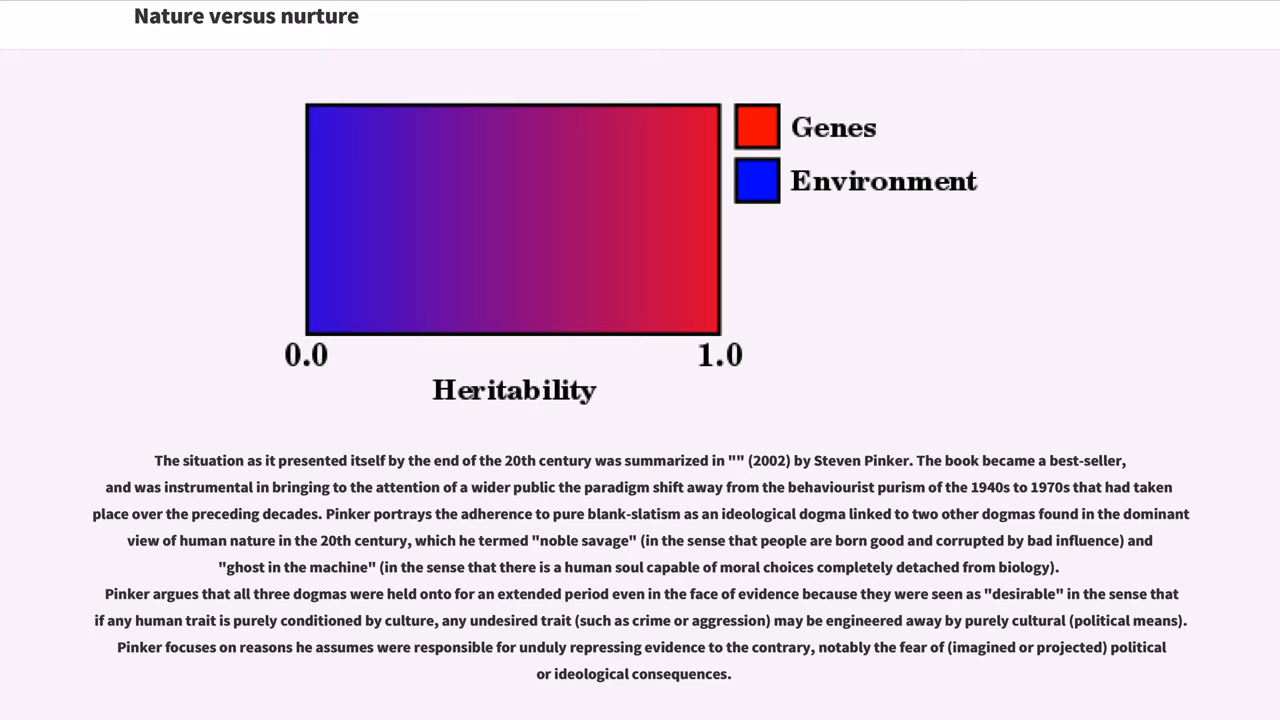 Nature versus nurture
Genes
Environment
0.0 1.0
Heritability
The situation as it presented itself by the end of the 20th century was summarized in "" (2002) by Steven Pinker. The book became a best-seller,
and was instrumental in bringing to the attention of a wider public the paradigm shift away from the behaviourist purism of the 1940s to 1970s that had taken
place over the preceding decades. Pinker portrays the adherence to pure blank-slatism as an ideological dogma linked to two other dogmas found in the dominant
view of human nature in the 20th century, which he termed "noble savage" (in the sense that people are born good and corrupted by bad influence) and
"ghost in the machine" (in the sense that there is a human soul capable of moral choices completely detached from biology).
Pinker argues that all three dogmas were held onto for an extended period even in the face of evidence because they were seen as "desirable" in the sense that
if any human trait is purely conditioned by culture, any undesired trait (such as crime or aggression) may be engineered away by purely cultural (political means).
Pinker focuses on reasons he assumes were responsible for unduly repressing evidence to the contrary, notably the fear of (imagined or projected) political
or ideological consequences.